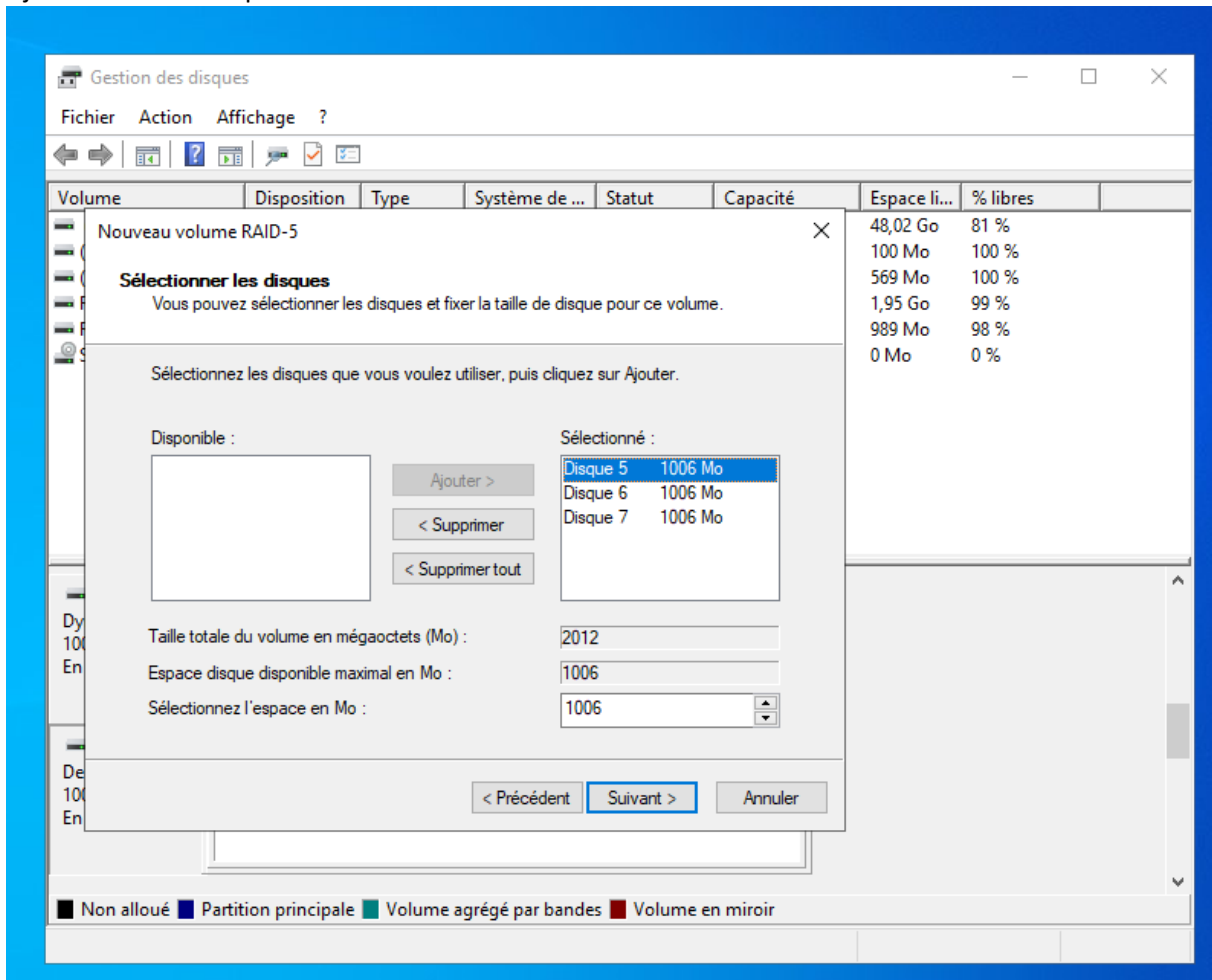 Gestion des disques
Fichier Action Affichage ?
Volume Disposition Type Système de ... Statut Capacité Espace li... % libres
48,02 Go 81 %
100 Mo 100 %
569 Mo 100 %
1,95 Go 99 %
989 Mo 98 %
0 Mo 0 %
Nouveau volume RAID-5
Sélectionner les disques
Vous pouvez sélectionner les disques et fixer la taille de disque pour ce volume.
Sélectionnez les disques que vous voulez utiliser, puis cliquez sur Ajouter.
Disponible :
Sélectionné :
Ajouter >
< Supprimer
< Supprimer tout
Disque 5 1006 Mo
Disque 6 1006 Mo
Disque 7 1006 Mo
Taille totale du volume en mégaoctets (Mo) : 2012
Espace disque disponible maximal en Mo : 1006
Sélectionnez l'espace en Mo : 1006
< Précédent Suivant > Annuler
Dy
100
En
De
100
En
Non alloué Partition principale Volume agrégé par bandes Volume en miroir